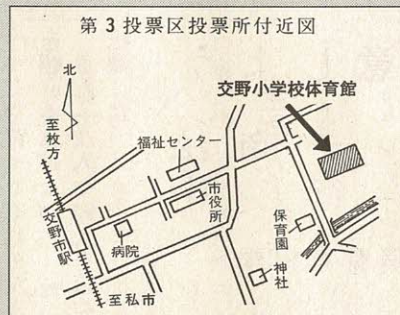 第3投票区投票所付近図
北
至枚方
交野小学校体育館
福祉センター
市役所
交野市駅
病院
保育園
神社
至私市